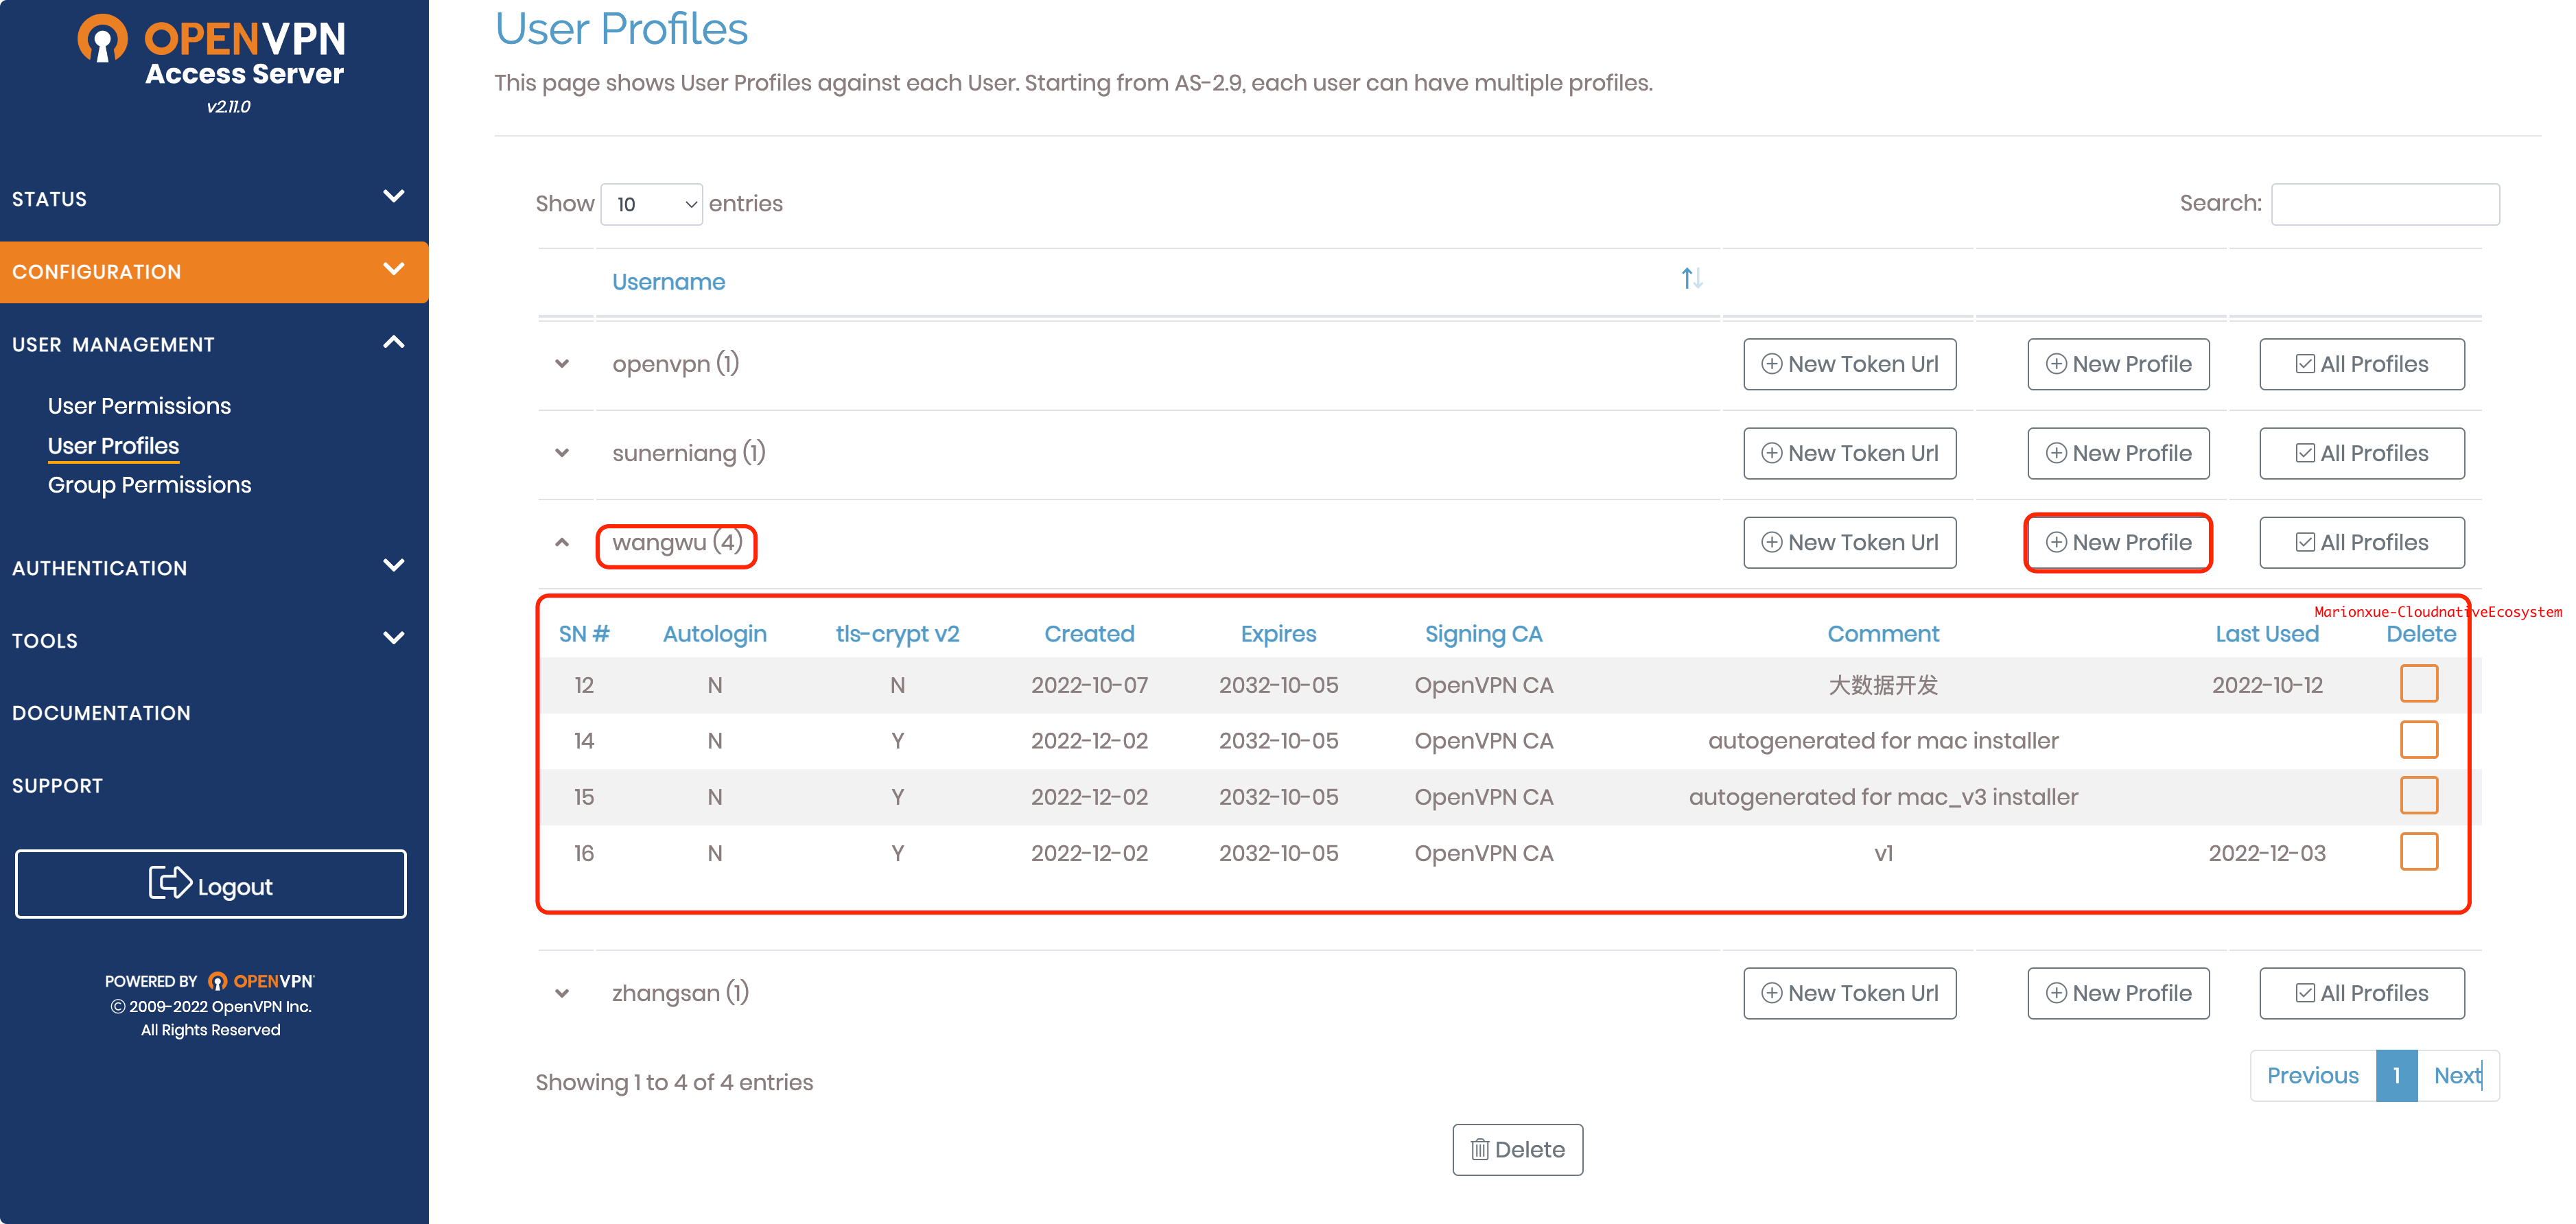 OPENVPN
Access Server
v2.11.0
STATUS
CONFIGURATION
USER MANAGEMENT
User Permissions
User Profiles
Group Permissions
AUTHENTICATION
TOOLS
DOCUMENTATION
SUPPORT
Logout
POWERED BY OPENVPN
© 2009-2022 OpenVPN Inc.
All Rights Reserved
User Profiles
This page shows User Profiles against each User. Starting from AS-2.9, each user can have multiple profiles.
Show 10 entries
Search:
Username
openvpn (1) New Token Url New Profile All Profiles
sunerniang (1) New Token Url New Profile All Profiles
wangwu (4) New Token Url New Profile All Profiles
Marionxue-CloudnativeEcosystem
SN # Autologin tls-crypt v2 Created Expires Signing CA Comment Last Used Delete
12 N N 2022-10-07 2032-10-05 OpenVPN CA 大数据开发 2022-10-12
14 N Y 2022-12-02 2032-10-05 OpenVPN CA autogenerated for mac installer
15 N Y 2022-12-02 2032-10-05 OpenVPN CA autogenerated for mac_v3 installer
16 N Y 2022-12-02 2032-10-05 OpenVPN CA v1 2022-12-03
zhangsan (1) New Token Url New Profile All Profiles
Showing 1 to 4 of 4 entries
Previous 1 Next
Delete